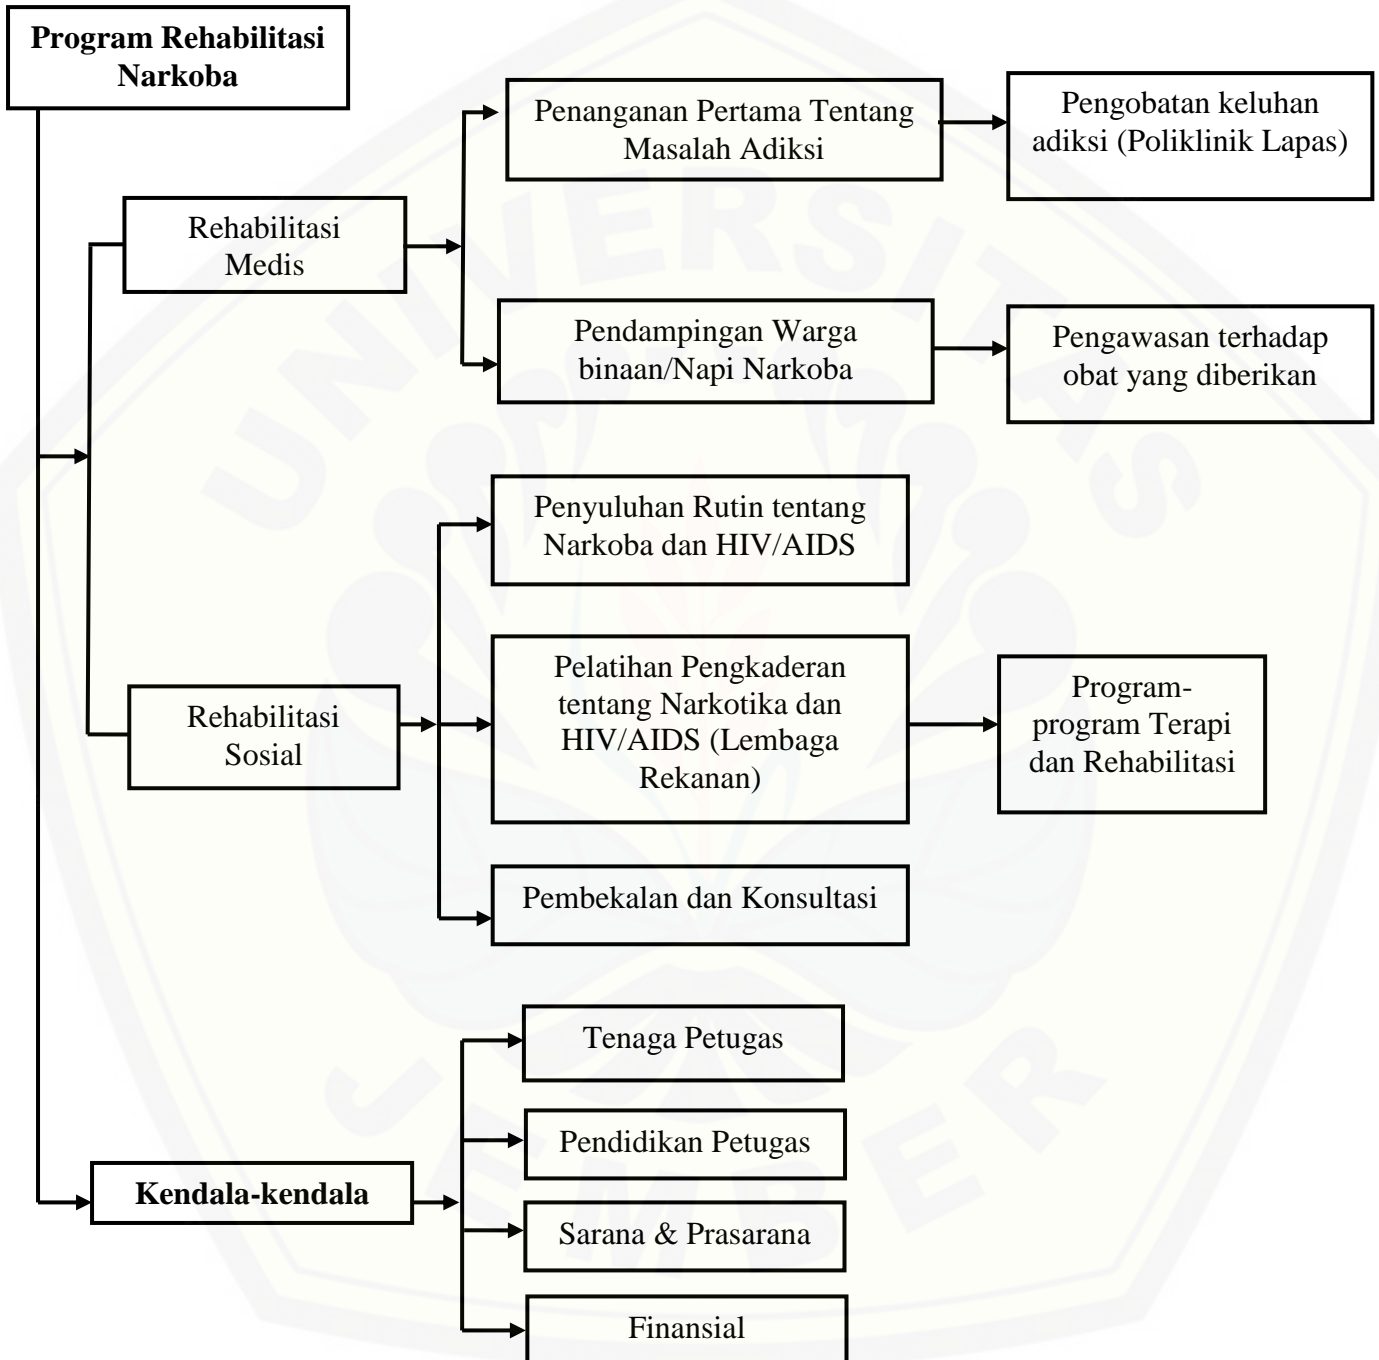 Program Rehabilitasi
Narkoba
Penanganan Pertama Tentang
Masalah Adiksi
Pengobatan keluhan
adiksi (Poliklinik Lapas)
Rehabilitasi
Medis
Pendampingan Warga
binaan/Napi Narkoba
Pengawasan terhadap
obat yang diberikan
Penyuluhan Rutin tentang
Narkoba dan HIV/AIDS
Rehabilitasi
Sosial
Pelatihan Pengkaderan
tentang Narkotika dan
HIV/AIDS (Lembaga
Rekanan)
Program-
program Terapi
dan Rehabilitasi
Pembekalan dan Konsultasi
Kendala-kendala
Tenaga Petugas
Pendidikan Petugas
Sarana & Prasarana
Finansial
UNIVERSITAS
JEMBER